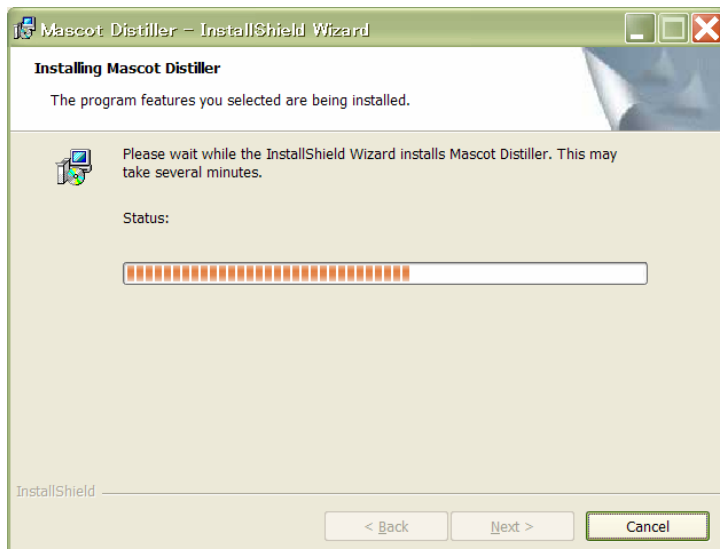 Mascot Distiller - InstallShield Wizard
Installing Mascot Distiller
The program features you selected are being installed.
Please wait while the InstallShield Wizard installs Mascot Distiller. This may
take several minutes.
Status:
InstallShield
< Back
Next >
Cancel